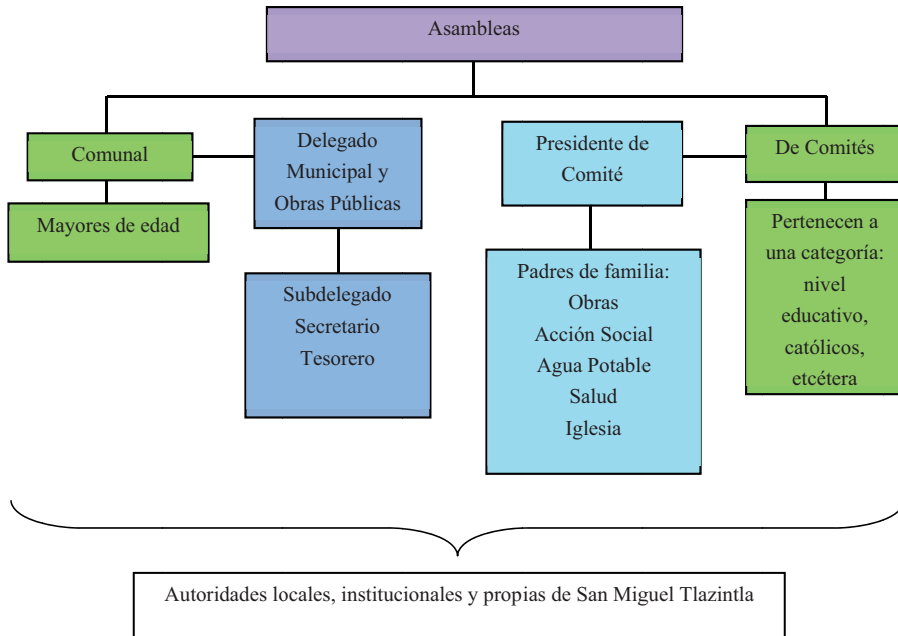 Asambleas
Comunal
Mayores de edad
Delegado
Municipal y
Obras Públicas
Subdelegado
Secretario
Tesorero
Presidente de
Comité
Padres de familia:
Obras
Acción Social
Agua Potable
Salud
Iglesia
De Comités
Pertenecen a
una categoría:
nivel
educativo,
católicos,
etcétera
Autoridades locales, institucionales y propias de San Miguel Tlazintla